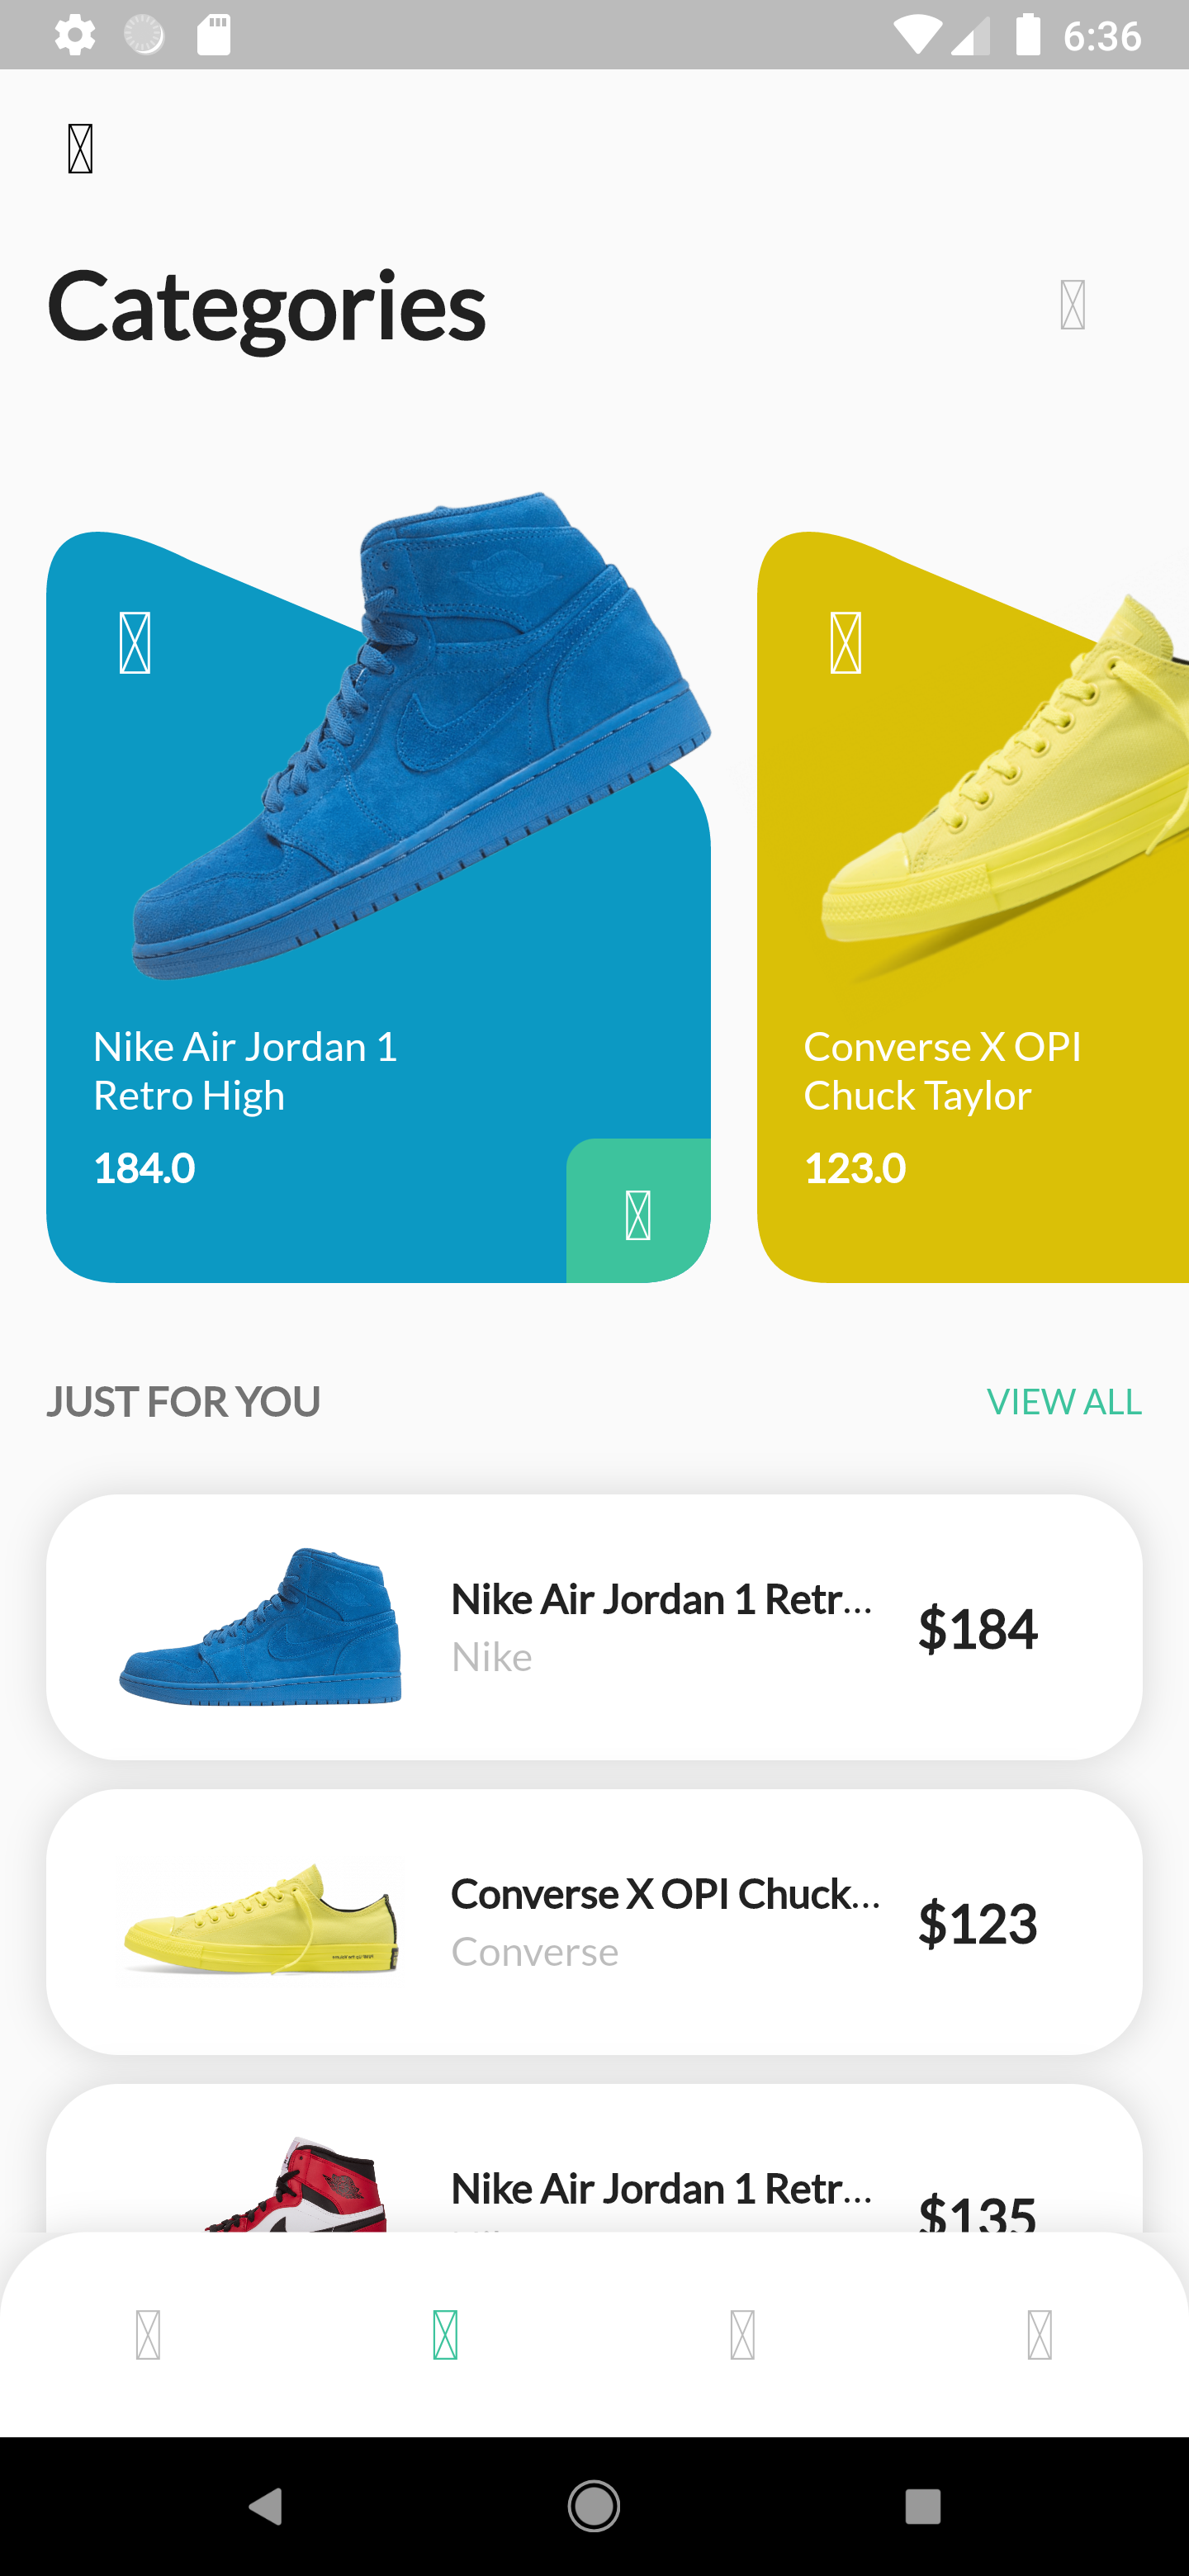 6:36
Categories
Nike Air Jordan 1
Retro High
184.0
Converse X OPI
Chuck Taylor
123.0
JUST FOR YOU
VIEW ALL
Nike Air Jordan 1 Retr...
Nike
$184
Converse X OPI Chuck...
Converse
$123
Nike Air Jordan 1 Retr...
$135